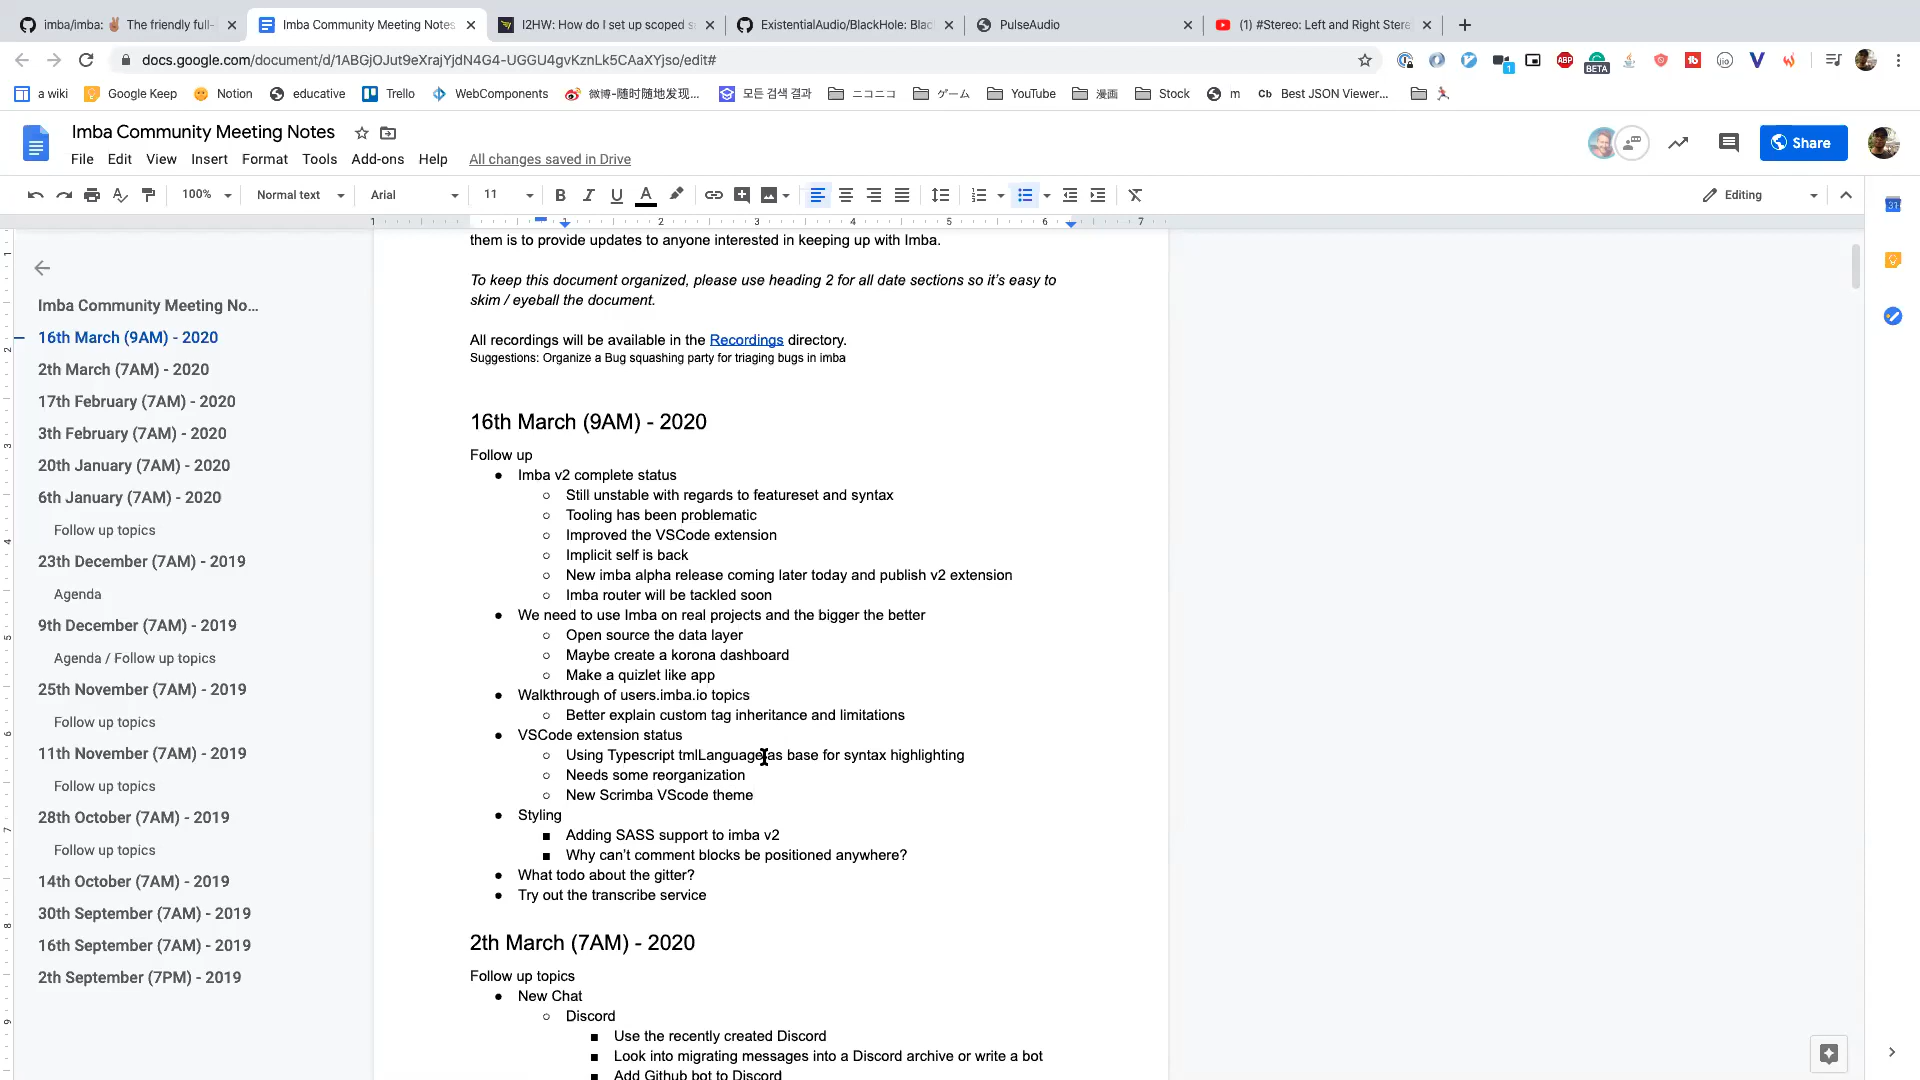 imba/imba: ✌🏽 The friendly full-
Imba Community Meeting Notes
I2HW: How do I set up scoped s
ExistentialAudio/BlackHole: Blac
PulseAudio
(1) #Stereo: Left and Right Stere
docs.google.com/document/d/1ABGjOJut9eXrajYjdN4G4-UGGU4gvKznLk5CAaXYjso/edit#
1
ABP
BETA
a wiki
Google Keep
Notion
educative
Trello
WebComponents
微博-随时随地发现...
모든 검색 결과
ニコニコ
ゲーム
YouTube
漫画
Stock
m
Cb Best JSON Viewer...
Imba Community Meeting Notes
File Edit View Insert Format Tools Add-ons Help All changes saved in Drive
Share
100% Normal text Arial 11 Editing
1 1 2 3 4 5 6 7
31
Imba Community Meeting No...
16th March (9AM) - 2020
2th March (7AM) - 2020
17th February (7AM) - 2020
3th February (7AM) - 2020
20th January (7AM) - 2020
6th January (7AM) - 2020
Follow up topics
23th December (7AM) - 2019
Agenda
9th December (7AM) - 2019
Agenda / Follow up topics
25th November (7AM) - 2019
Follow up topics
11th November (7AM) - 2019
Follow up topics
28th October (7AM) - 2019
Follow up topics
14th October (7AM) - 2019
30th September (7AM) - 2019
16th September (7AM) - 2019
2th September (7PM) - 2019
them is to provide updates to anyone interested in keeping up with Imba.
To keep this document organized, please use heading 2 for all date sections so it's easy to
skim / eyeball the document.
All recordings will be available in the Recordings directory.
Suggestions: Organize a Bug squashing party for triaging bugs in imba
16th March (9AM) - 2020
Follow up
● Imba v2 complete status
○ Still unstable with regards to featureset and syntax
○ Tooling has been problematic
○ Improved the VSCode extension
○ Implicit self is back
○ New imba alpha release coming later today and publish v2 extension
○ Imba router will be tackled soon
● We need to use Imba on real projects and the bigger the better
○ Open source the data layer
○ Maybe create a korona dashboard
○ Make a quizlet like app
● Walkthrough of users.imba.io topics
○ Better explain custom tag inheritance and limitations
● VSCode extension status
○ Using Typescript tmlLanguage as base for syntax highlighting
○ Needs some reorganization
○ New Scrimba VScode theme
● Styling
■ Adding SASS support to imba v2
■ Why can't comment blocks be positioned anywhere?
● What todo about the gitter?
● Try out the transcribe service
2th March (7AM) - 2020
Follow up topics
● New Chat
○ Discord
■ Use the recently created Discord
■ Look into migrating messages into a Discord archive or write a bot
■ Add Github bot to Discord